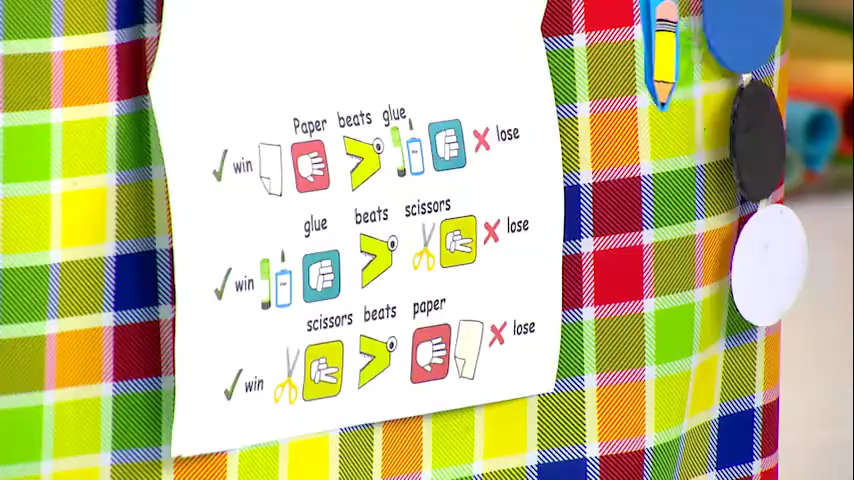 Paper beats glue
win lose
glue beats scissors
win lose
scissors beats paper
win lose